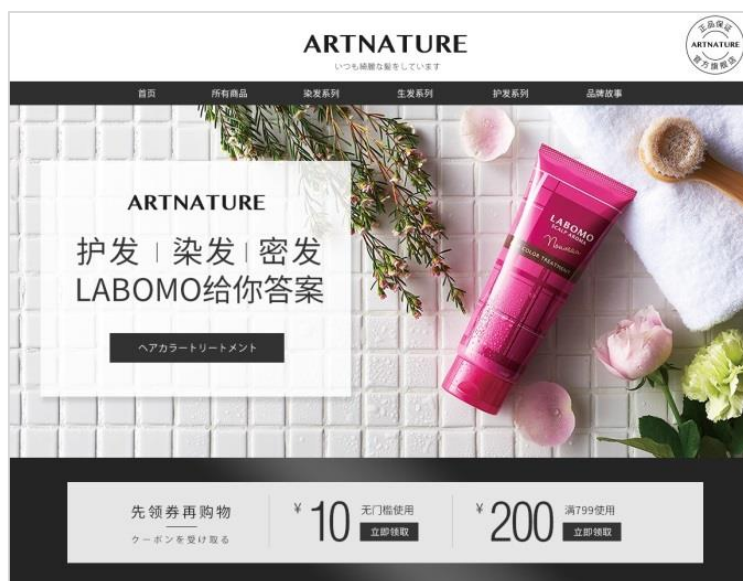 ARTNATURE
いつも綺麗な髪をしています
正品保证
ARTNATURE
官方旗舰店
首页 所有商品 染发系列 生发系列 护发系列 品牌故事
ARTNATURE
护发 | 染发 | 密发
LABOMO给你答案
ヘアカラートリートメント
LABOMO
SCALP AROMA
COLOR TREATMENT
先领券再购物
クーポンを受け取る
¥ 10 无门槛使用
立即领取
¥ 200 满799使用
立即领取